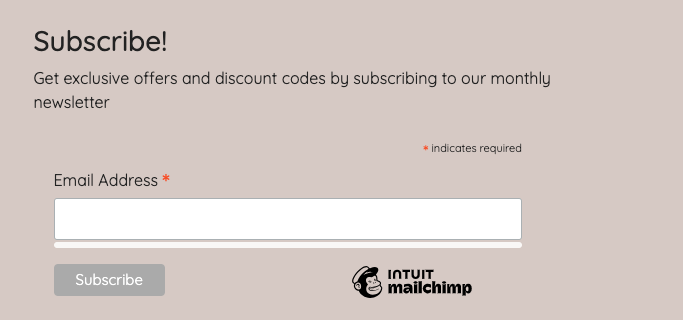 Subscribe!
Get exclusive offers and discount codes by subscribing to our monthly
newsletter
* indicates required
Email Address *
Subscribe
INTUIT
mailchimp